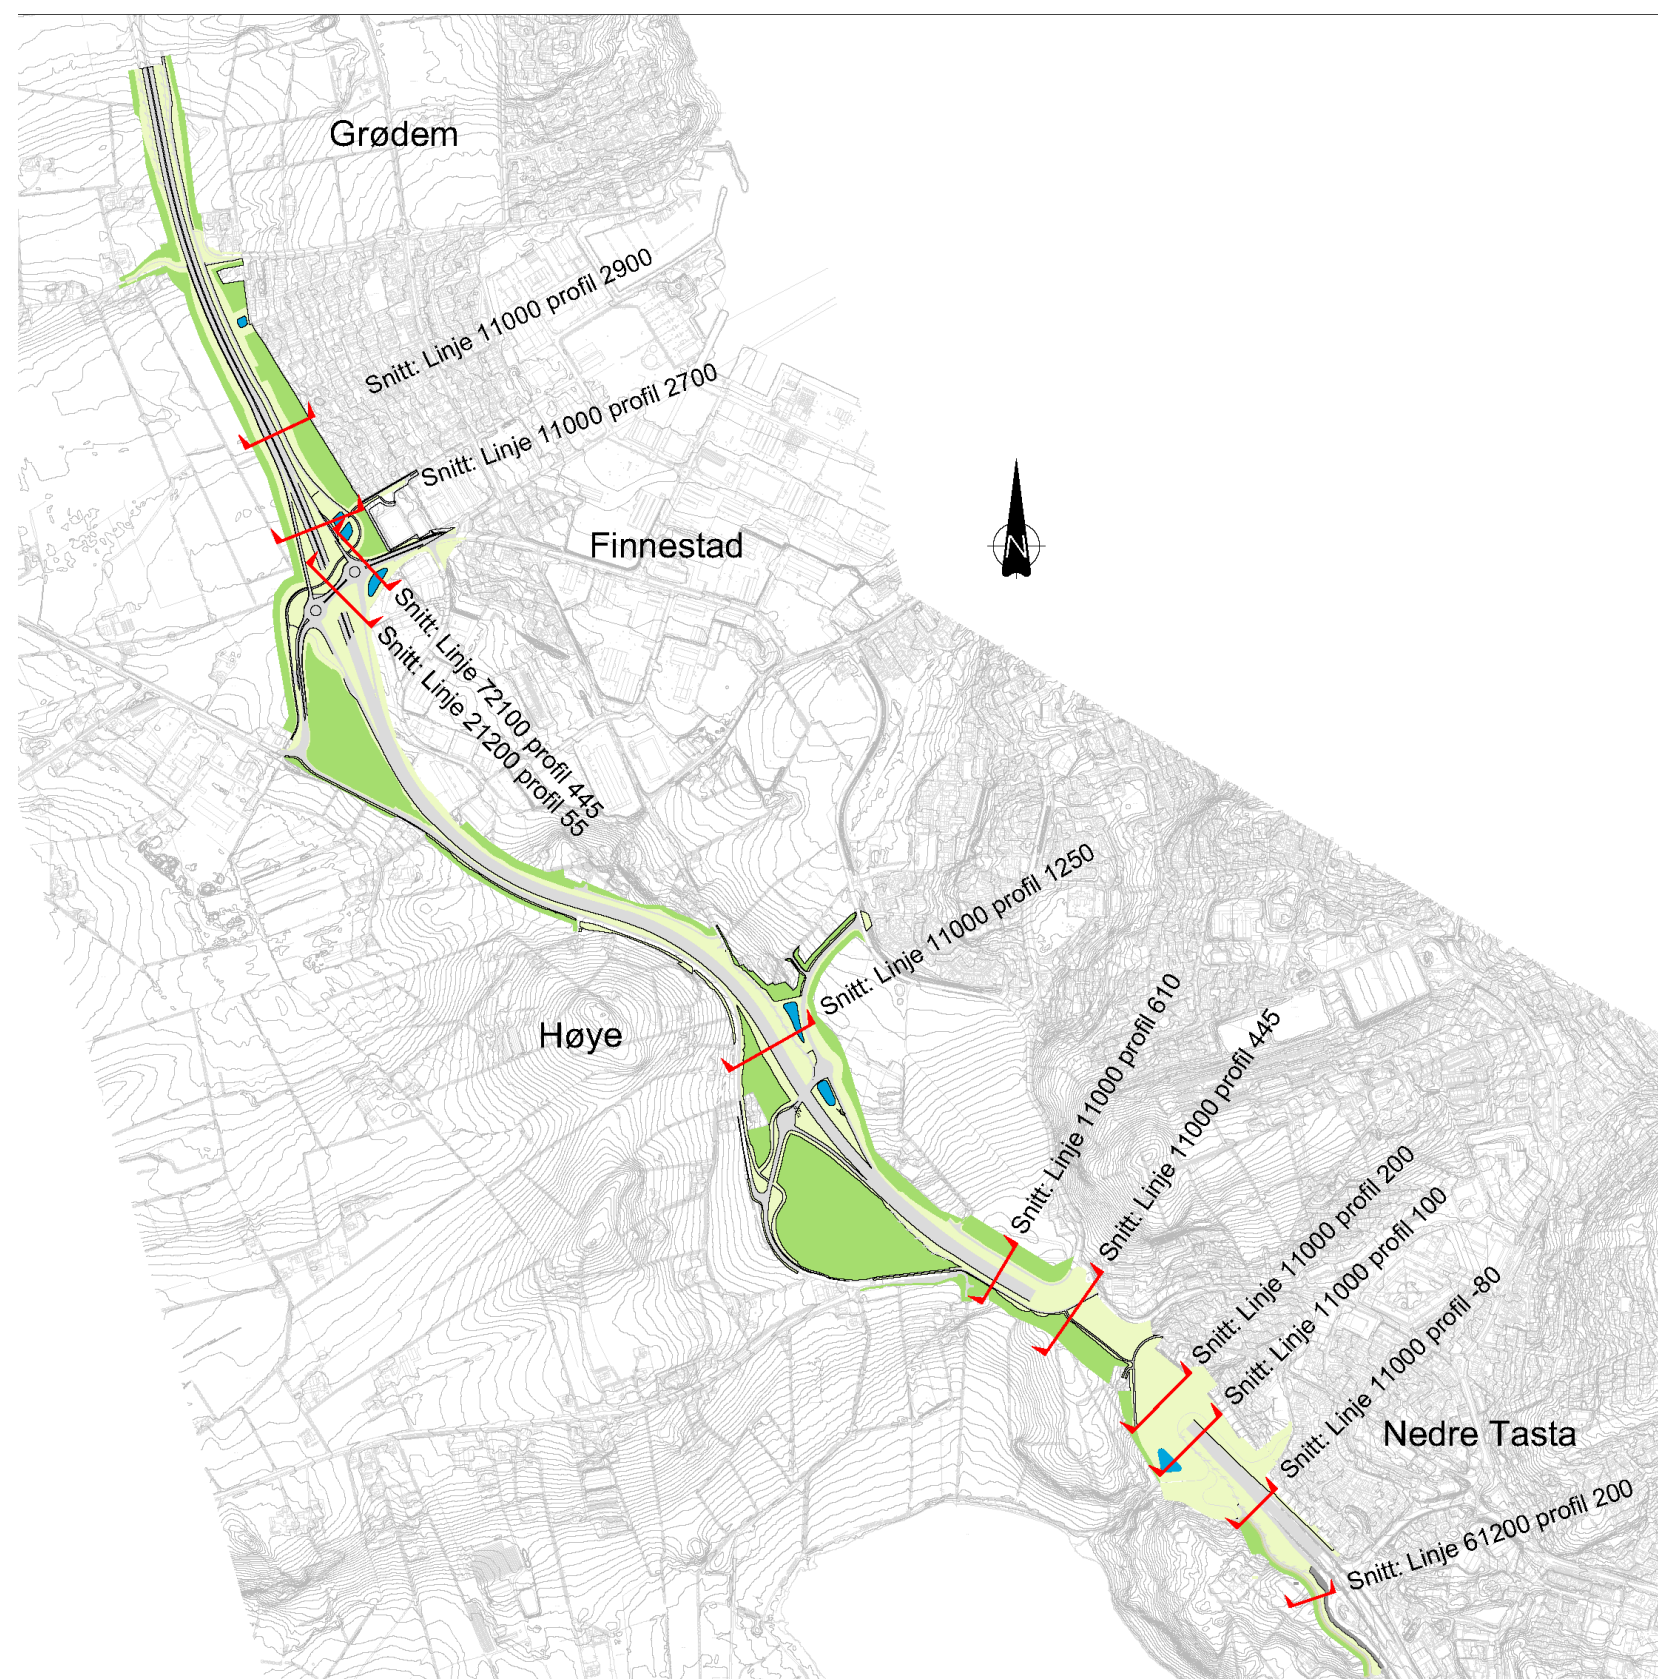 Grødem
Snitt: Linje 11000 profil 2900
Snitt: Linje 11000 profil 2700
Finnestad
N
Snitt: Linje 72100 profil 445
Snitt: Linje 21200 profil 55
Snitt: Linje 11000 profil 1250
Høye
Snitt: Linje 11000 profil 610
Snitt: Linje 11000 profil 445
Snitt: Linje 11000 profil 200
Snitt: Linje 11000 profil 100
Snitt: Linje 11000 profil -80
Nedre Tasta
Snitt: Linje 61200 profil 200